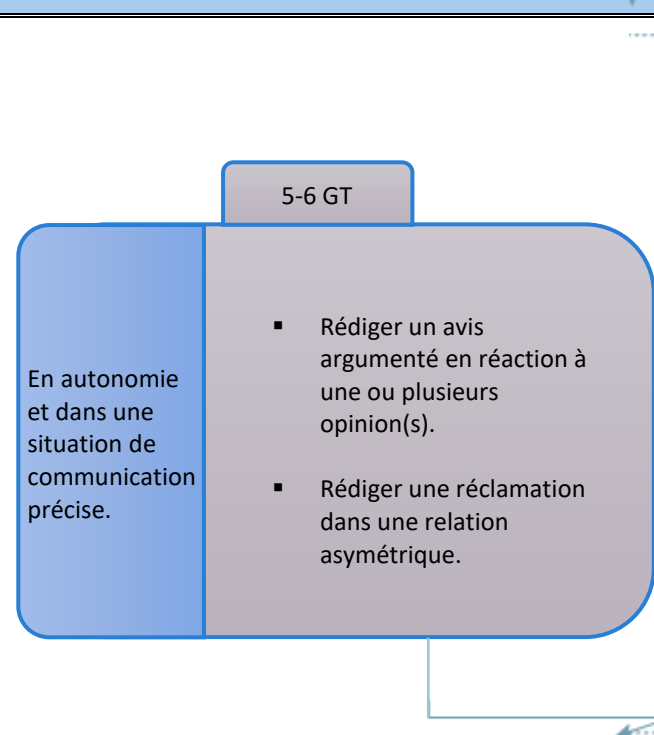 5-6 GT
En autonomie
et dans une
situation de
communication
précise.
▪ Rédiger un avis
argumenté en réaction à
une ou plusieurs
opinion(s).
▪ Rédiger une réclamation
dans une relation
asymétrique.